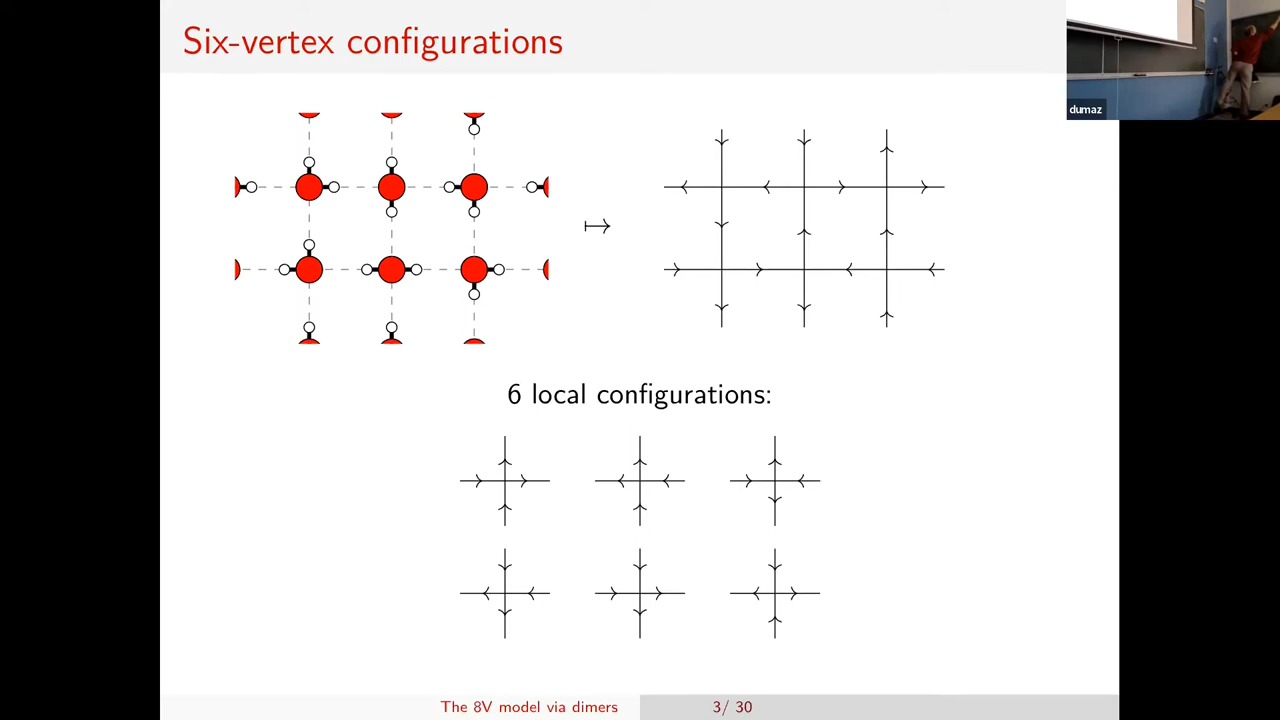 Six-vertex configurations
dumaz
↦
6 local configurations:
The 8V model via dimers
3/ 30